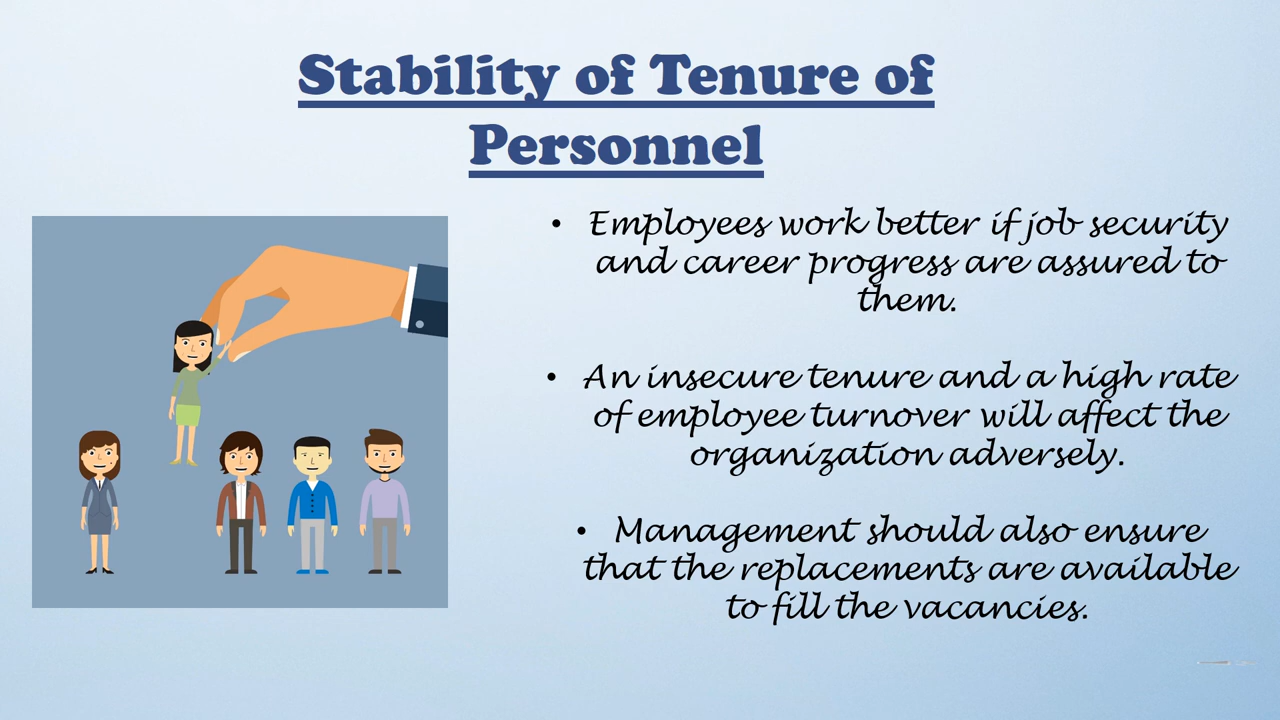 Stability of Tenure of
Personnel
• Employees work better if job security
and career progress are assured to
them.
• An insecure tenure and a high rate
of employee turnover will affect the
organization adversely.
• Management should also ensure
that the replacements are available
to fill the vacancies.